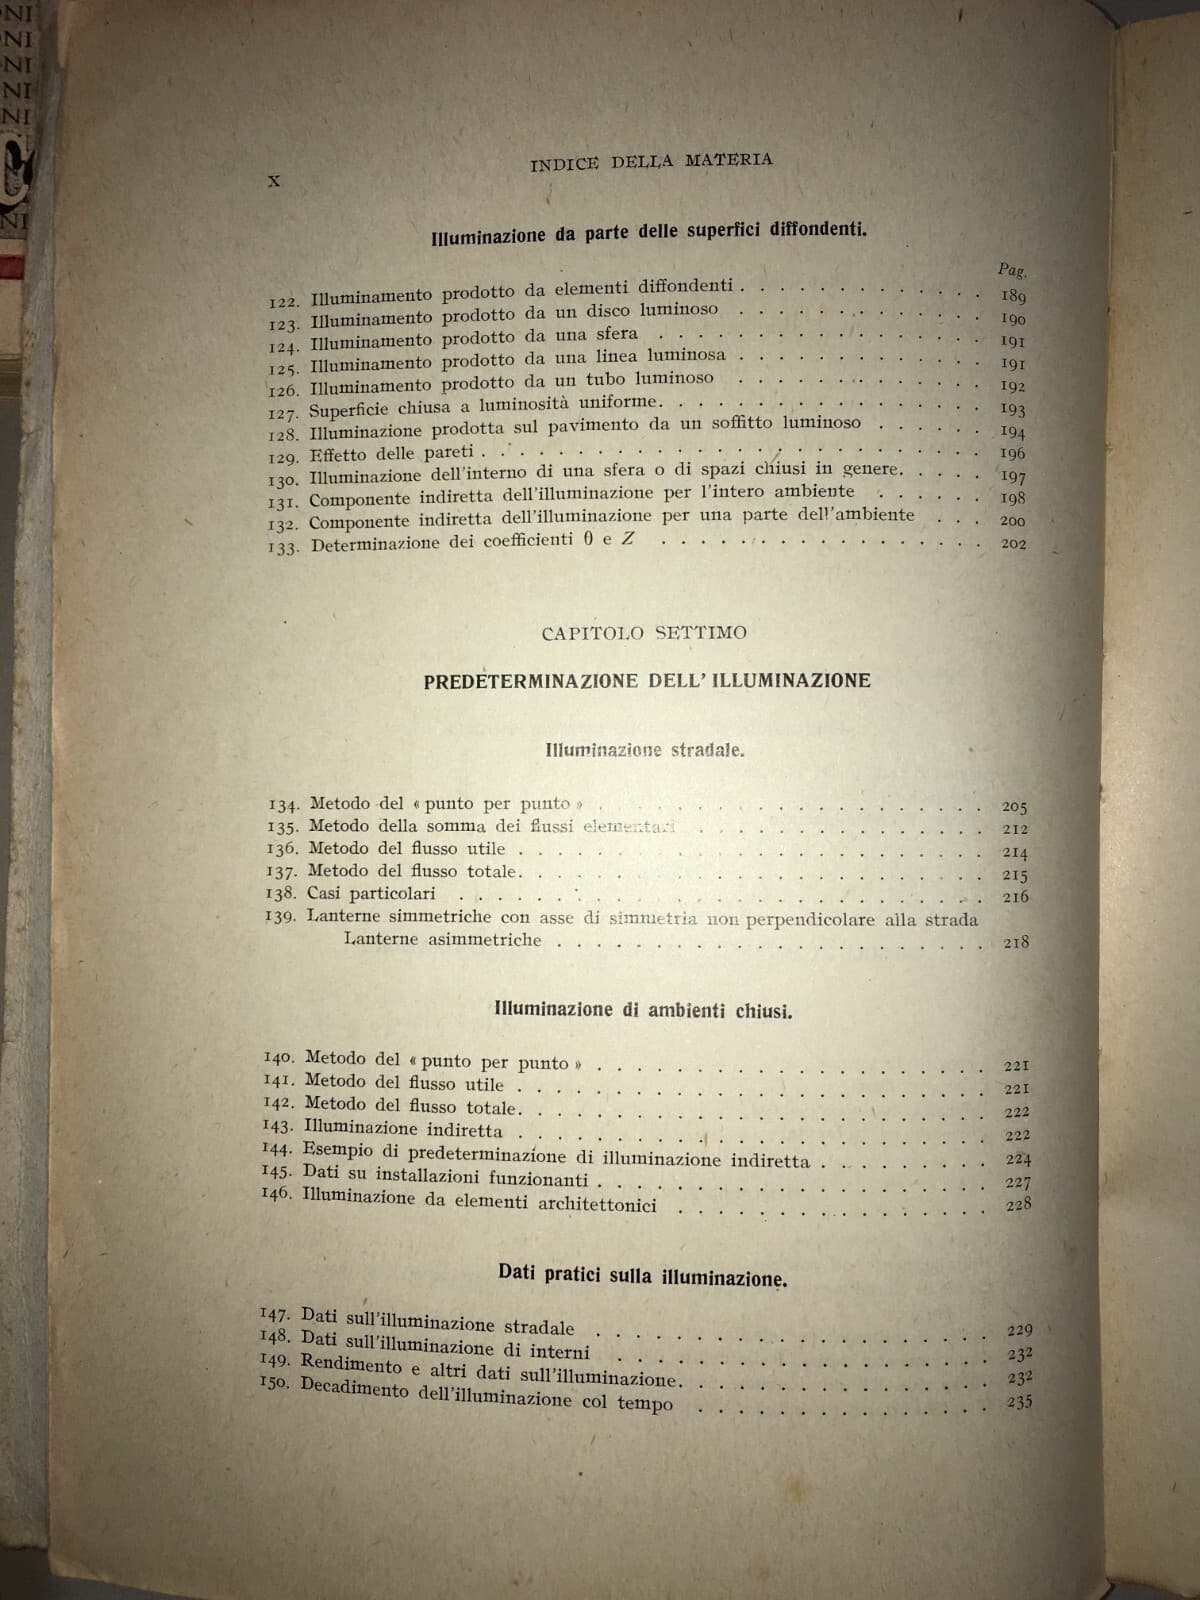 NI
NI
NI
NI
NI
NI
X
INDICE DELLA MATERIA
Illuminazione da parte delle superfici diffondenti.
Pag.
122. Illuminamento prodotto da elementi diffondenti . . . . . . . . . . . . . 189
123. Illuminamento prodotto da un disco luminoso . . . . . . . . . . . . . 190
124. Illuminamento prodotto da una sfera . . . . . . . . . . . . . . . . . 191
125. Illuminamento prodotto da una linea luminosa . . . . . . . . . . . . . 191
126. Illuminamento prodotto da un tubo luminoso . . . . . . . . . . . . . 192
127. Superficie chiusa a luminosità uniforme. . . . . . . . . . . . . . . . . 193
128. Illuminazione prodotta sul pavimento da un soffitto luminoso . . . . . . 194
129. Effetto delle pareti . . . . . . . . . . . . . . . . . . . . . . . . . . 196
130. Illuminazione dell'interno di una sfera o di spazi chiusi in genere. . . . . 197
131. Componente indiretta dell'illuminazione per l'intero ambiente . . . . . . 198
132. Componente indiretta dell'illuminazione per una parte dell'ambiente . . . 200
133. Determinazione dei coefficienti θ e Z . . . . . . . . . . . . . . . . . 202
CAPITOLO SETTIMO
PREDETERMINAZIONE DELL' ILLUMINAZIONE
Illuminazione stradale.
134. Metodo del « punto per punto » . . . . . . . . . . . . . . . . . . . . 205
135. Metodo della somma dei flussi elementari . . . . . . . . . . . . . . . 212
136. Metodo del flusso utile . . . . . . . . . . . . . . . . . . . . . . . . 214
137. Metodo del flusso totale. . . . . . . . . . . . . . . . . . . . . . . . 215
138. Casi particolari . . . . . . . . . . . . . . . . . . . . . . . . . . . 216
139. Lanterne simmetriche con asse di simmetria non perpendicolare alla strada
Lanterne asimmetriche . . . . . . . . . . . . . . . . . . . . . . 218
Illuminazione di ambienti chiusi.
140. Metodo del « punto per punto » . . . . . . . . . . . . . . . . . . . . 221
141. Metodo del flusso utile . . . . . . . . . . . . . . . . . . . . . . . . 221
142. Metodo del flusso totale. . . . . . . . . . . . . . . . . . . . . . . . 222
143. Illuminazione indiretta . . . . . . . . . . . . . . . . . . . . . . . . 222
144. Esempio di predeterminazione di illuminazione indiretta . . . . . . . . . 224
145. Dati su installazioni funzionanti . . . . . . . . . . . . . . . . . . . . 227
146. Illuminazione da elementi architettonici . . . . . . . . . . . . . . . . 228
Dati pratici sulla illuminazione.
147. Dati sull'illuminazione stradale . . . . . . . . . . . . . . . . . . . . 229
148. Dati sull'illuminazione di interni . . . . . . . . . . . . . . . . . . . 232
149. Rendimento e altri dati sull'illuminazione. . . . . . . . . . . . . . . . 232
150. Decadimento dell'illuminazione col tempo . . . . . . . . . . . . . . . 235